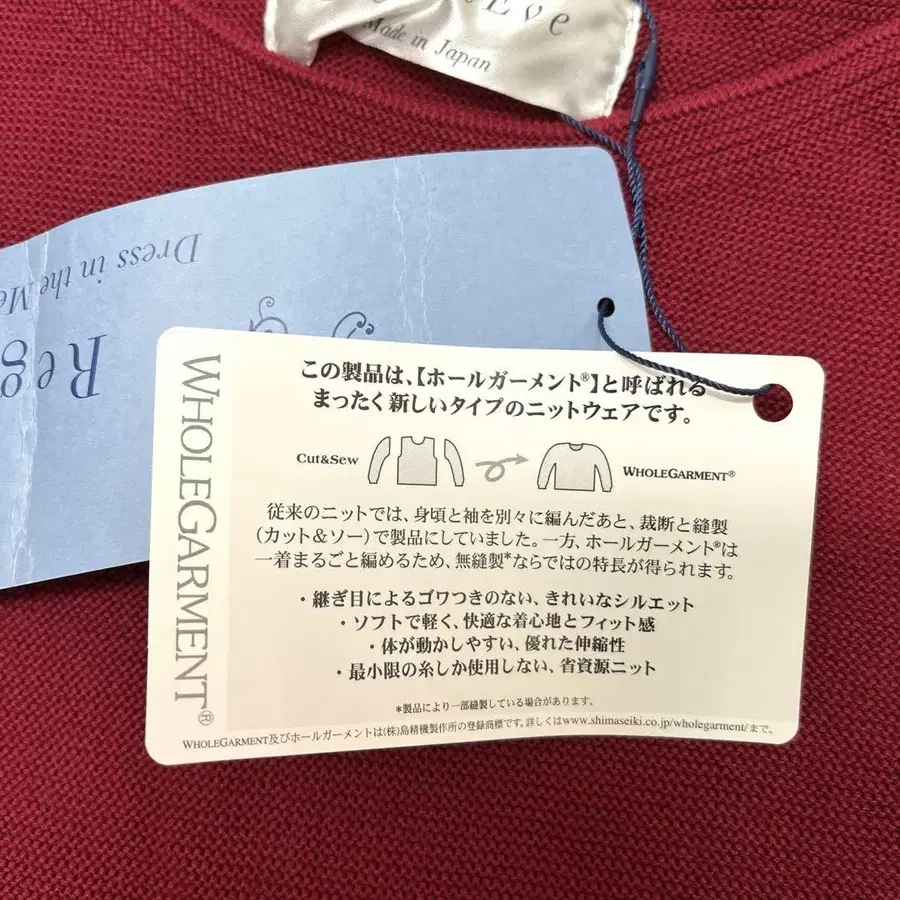 Eve
Made in Japan
Dress in the Me
Reg
WHOLEGARMENT®
この製品は、【ホールガーメント®】と呼ばれる
まったく新しいタイプのニットウェアです。
Cut&Sew
WHOLEGARMENT®
従来のニットでは、身頃と袖を別々に編んだあと、裁断と縫製
（カット＆ソー）で製品にしていました。一方、ホールガーメント®は
一着まるごと編めるため、無縫製*ならではの特長が得られます。
・継ぎ目によるゴワつきのない、きれいなシルエット
・ソフトで軽く、快適な着心地とフィット感
・体が動かしやすい、優れた伸縮性
・最小限の糸しか使用しない、省資源ニット
*製品により一部縫製している場合があります。
WHOLEGARMENT及びホールガーメントは(株)島精機製作所の登録商標です。詳しくはwww.shimaseiki.co.jp/wholegarment/まで。